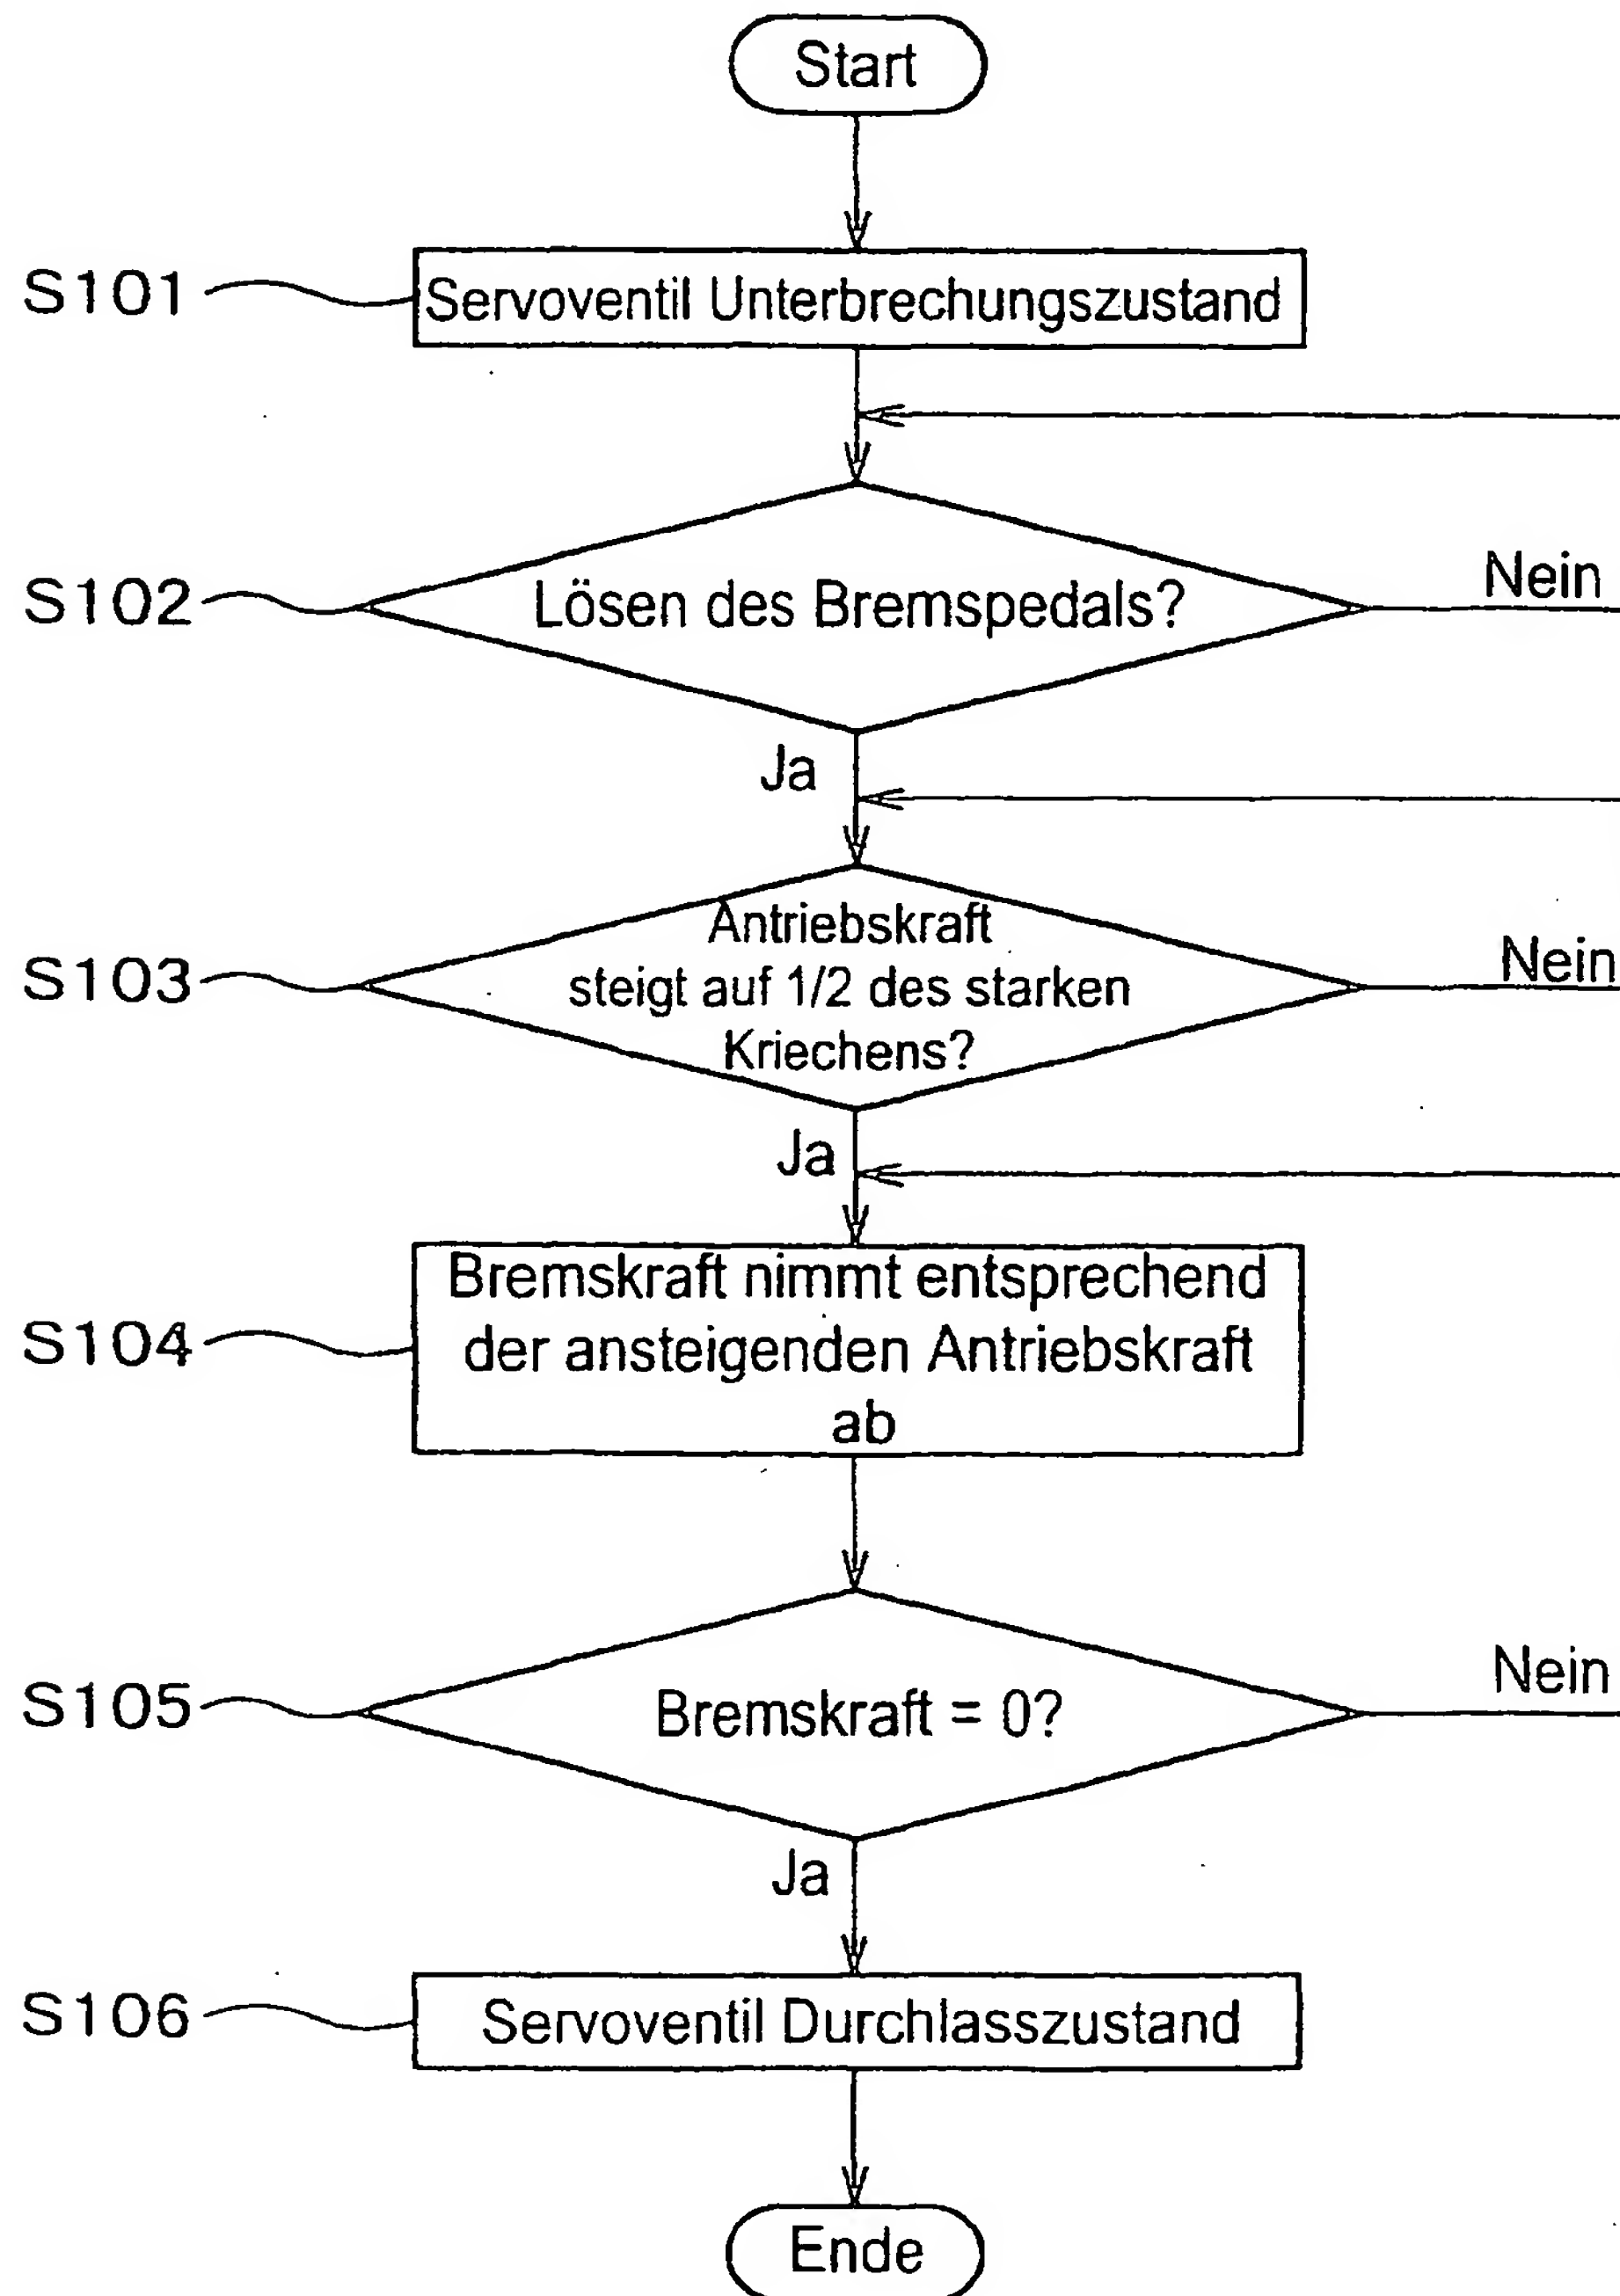 Start
S101
Servoventil Unterbrechungszustand
S102
Lösen des Bremspedals?
Nein
Ja
S103
Antriebskraft
steigt auf 1/2 des starken
Kriechens?
Nein
Ja
S104
Bremskraft nimmt entsprechend
der ansteigenden Antriebskraft
ab
S105
Bremskraft = 0?
Nein
Ja
S106
Servoventil Durchlasszustand
Ende